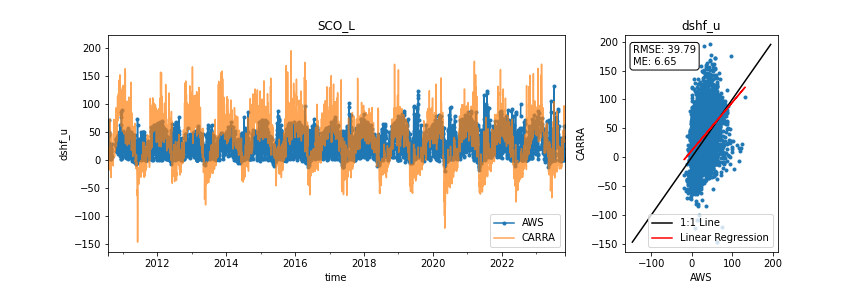 SCO_L
dshf_u
200
150
100
50
0
−50
−100
−150
dshf_u
2012
2014
2016
2018
2020
2022
time
AWS
CARRA
dshf_u
RMSE: 39.79
ME: 6.65
200
150
100
50
0
−50
−100
−150
CARRA
−100
0
100
200
AWS
1:1 Line
Linear Regression